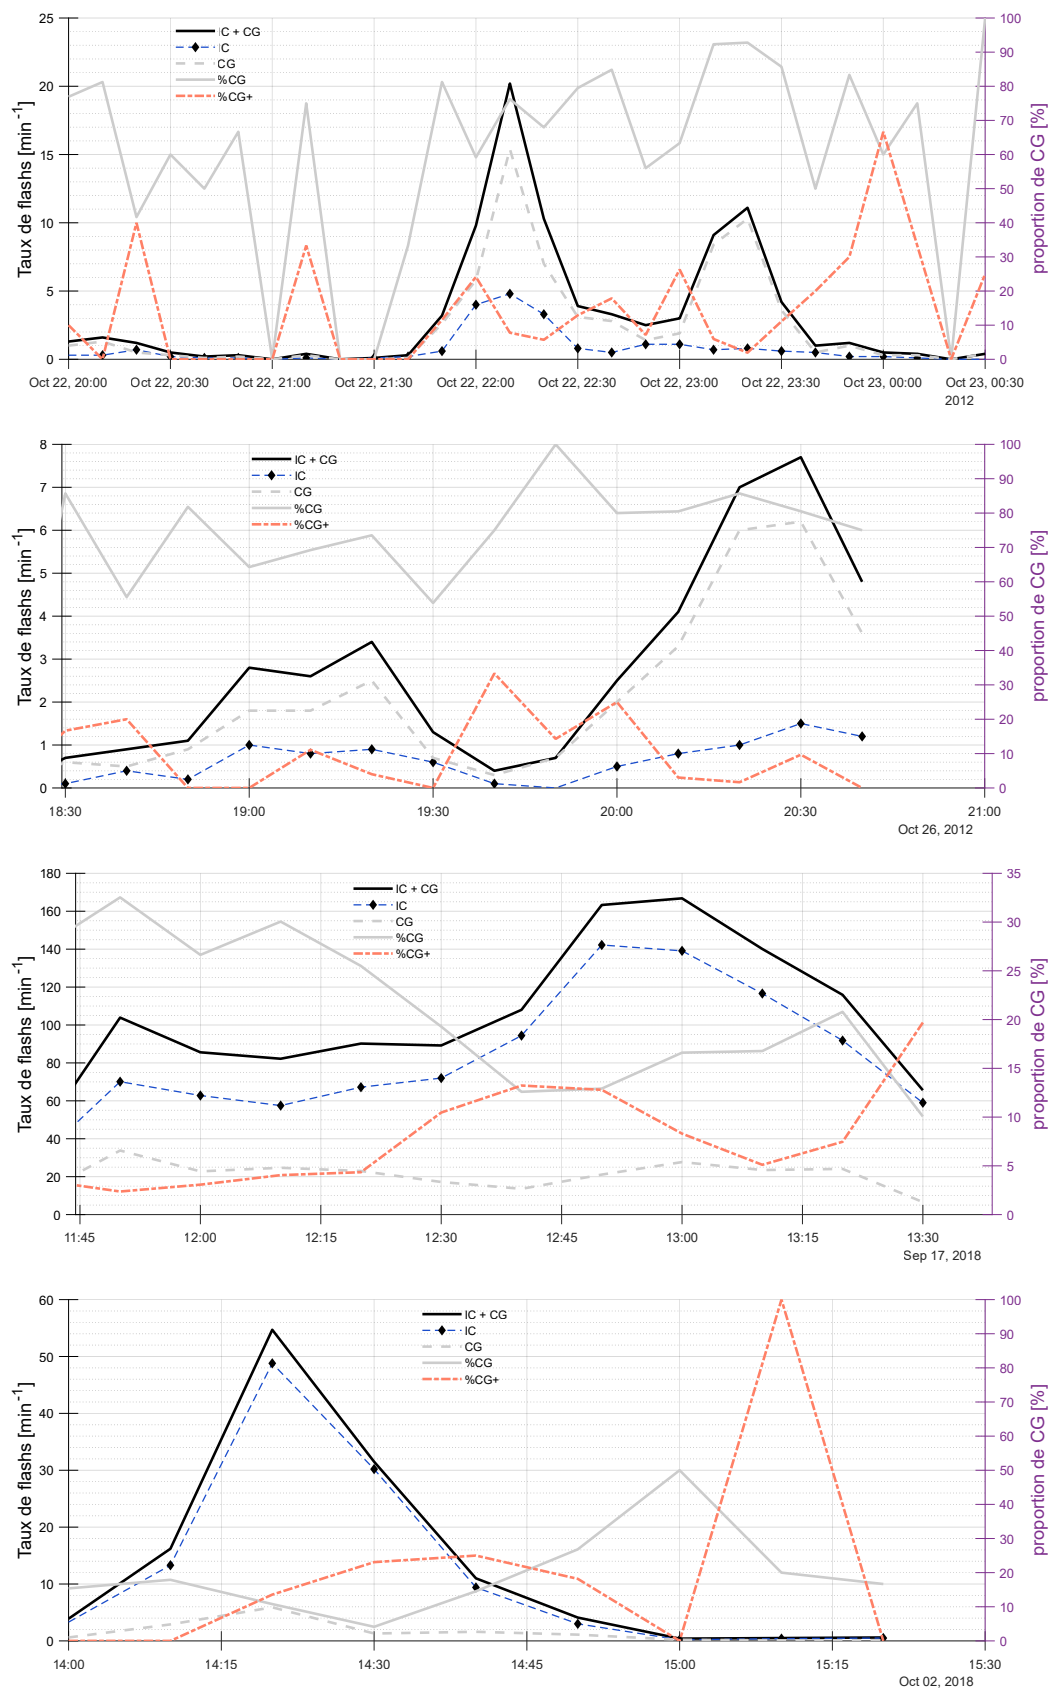 25
20
15
10
5
0
Taux de flashs [min⁻¹]
IC + CG
IC
CG
%CG
%CG+
100
90
80
70
60
50
40
30
20
10
0
proportion de CG [%]
Oct 22, 20:00 Oct 22, 20:30 Oct 22, 21:00 Oct 22, 21:30 Oct 22, 22:00 Oct 22, 22:30 Oct 22, 23:00 Oct 22, 23:30 Oct 23, 00:00 Oct 23, 00:30
2012
8
7
6
5
4
3
2
1
0
Taux de flashs [min⁻¹]
IC + CG
IC
CG
%CG
%CG+
100
90
80
70
60
50
40
30
20
10
0
proportion de CG [%]
18:30 19:00 19:30 20:00 20:30 21:00
Oct 26, 2012
180
160
140
120
100
80
60
40
20
0
Taux de flashs [min⁻¹]
IC + CG
IC
CG
%CG
%CG+
35
30
25
20
15
10
5
0
proportion de CG [%]
11:45 12:00 12:15 12:30 12:45 13:00 13:15 13:30
Sep 17, 2018
60
50
40
30
20
10
0
Taux de flashs [min⁻¹]
IC + CG
IC
CG
%CG
%CG+
100
90
80
70
60
50
40
30
20
10
0
proportion de CG [%]
14:00 14:15 14:30 14:45 15:00 15:15 15:30
Oct 02, 2018